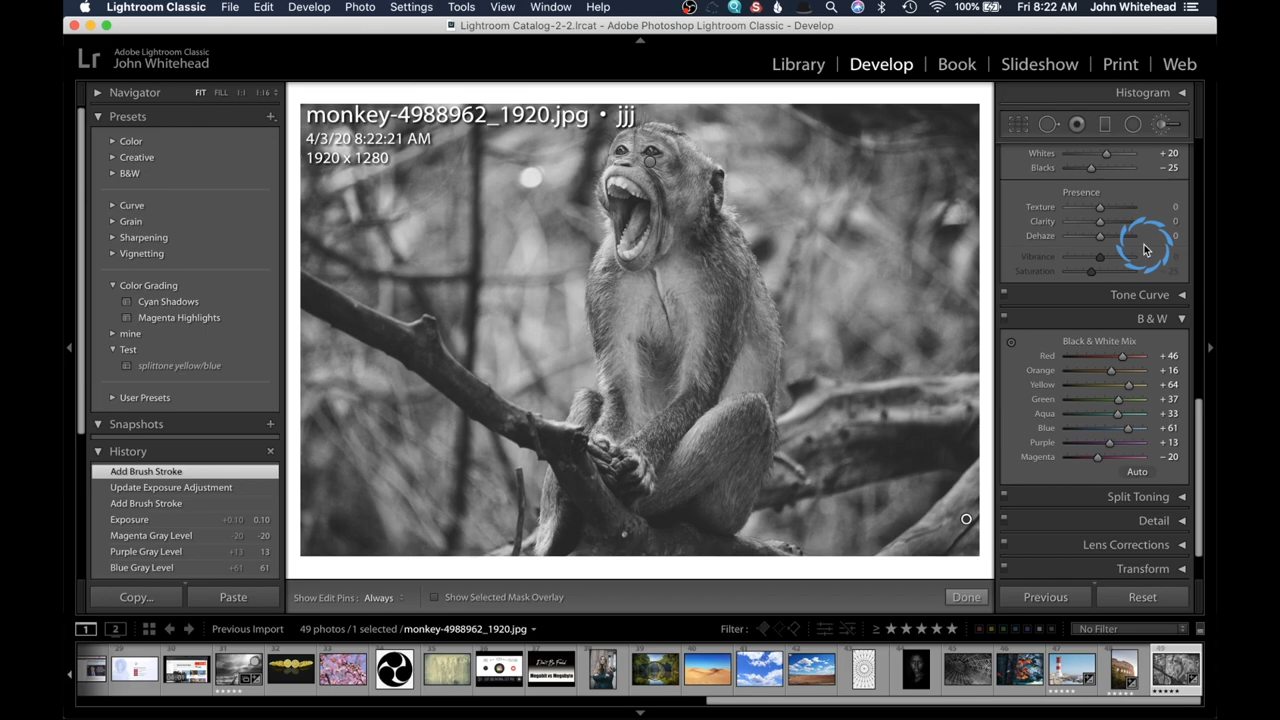 Lightroom Classic File Edit Develop Photo Settings Tools View Window Help 100% Fri 8:22 AM John Whitehead
Lightroom Catalog-2-2.lrcat - Adobe Photoshop Lightroom Classic - Develop
Lr Adobe Lightroom Classic
John Whitehead
Library Develop Book Slideshow Print Web
Navigator FIT FILL 1:1 1:16
Presets +
Color
Creative
B&W
Curve
Grain
Sharpening
Vignetting
Color Grading
Cyan Shadows
Magenta Highlights
mine
Test
splittone yellow/blue
User Presets
Snapshots +
History
Add Brush Stroke
Update Exposure Adjustment
Add Brush Stroke
Exposure +0.10 0.10
Magenta Gray Level -20 -20
Purple Gray Level +13 13
Blue Gray Level +61 61
Copy... Paste
monkey-4988962_1920.jpg • jjj
4/3/20 8:22:21 AM
1920 x 1280
Show Edit Pins: Always Show Selected Mask Overlay Done
Histogram
Whites + 20
Blacks − 25
Presence
Texture 0
Clarity 0
Dehaze 0
Vibrance
Saturation
Tone Curve
B & W
Black & White Mix
Red + 46
Orange + 16
Yellow + 64
Green + 37
Aqua + 33
Blue + 61
Purple + 13
Magenta − 20
Auto
Split Toning
Detail
Lens Corrections
Transform
Previous Reset
1 2 Previous Import 49 photos / 1 selected / monkey-4988962_1920.jpg Filter : ≥ ★★★★★ No Filter